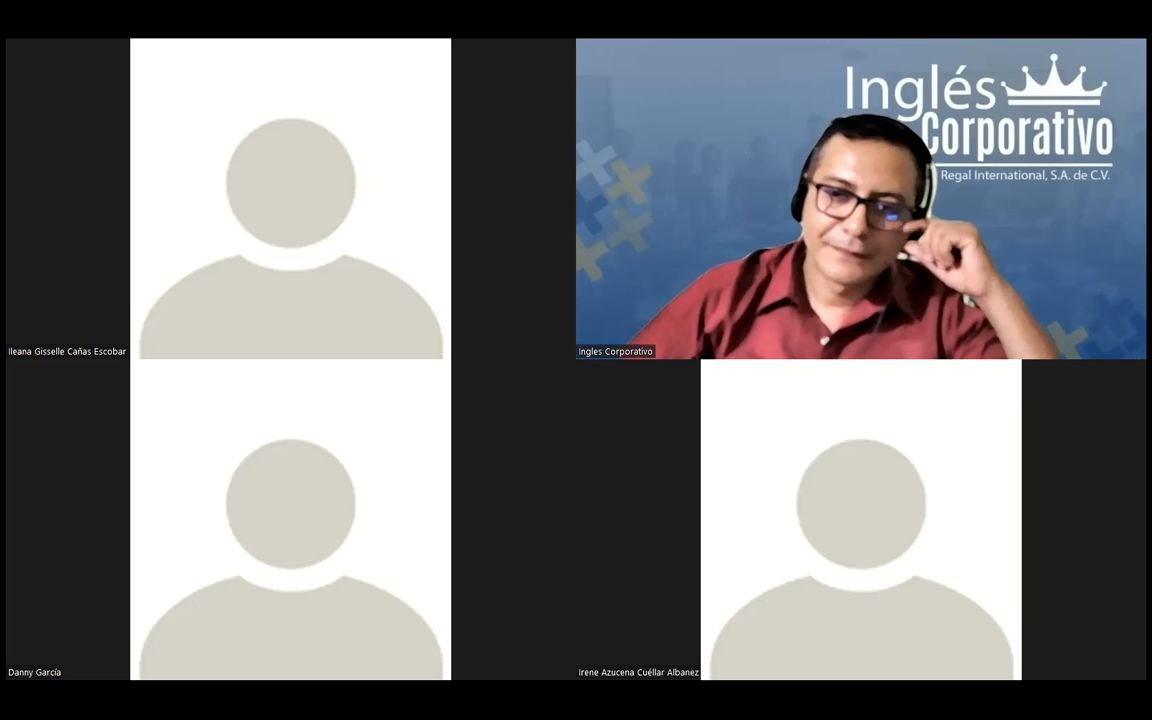 Inglés
Corporativo
Regal International, S.A. de C.V.
Ileana Gisselle Cañas Escobar
Ingles Corporativo
Danny García
Irene Azucena Cuéllar Albanez